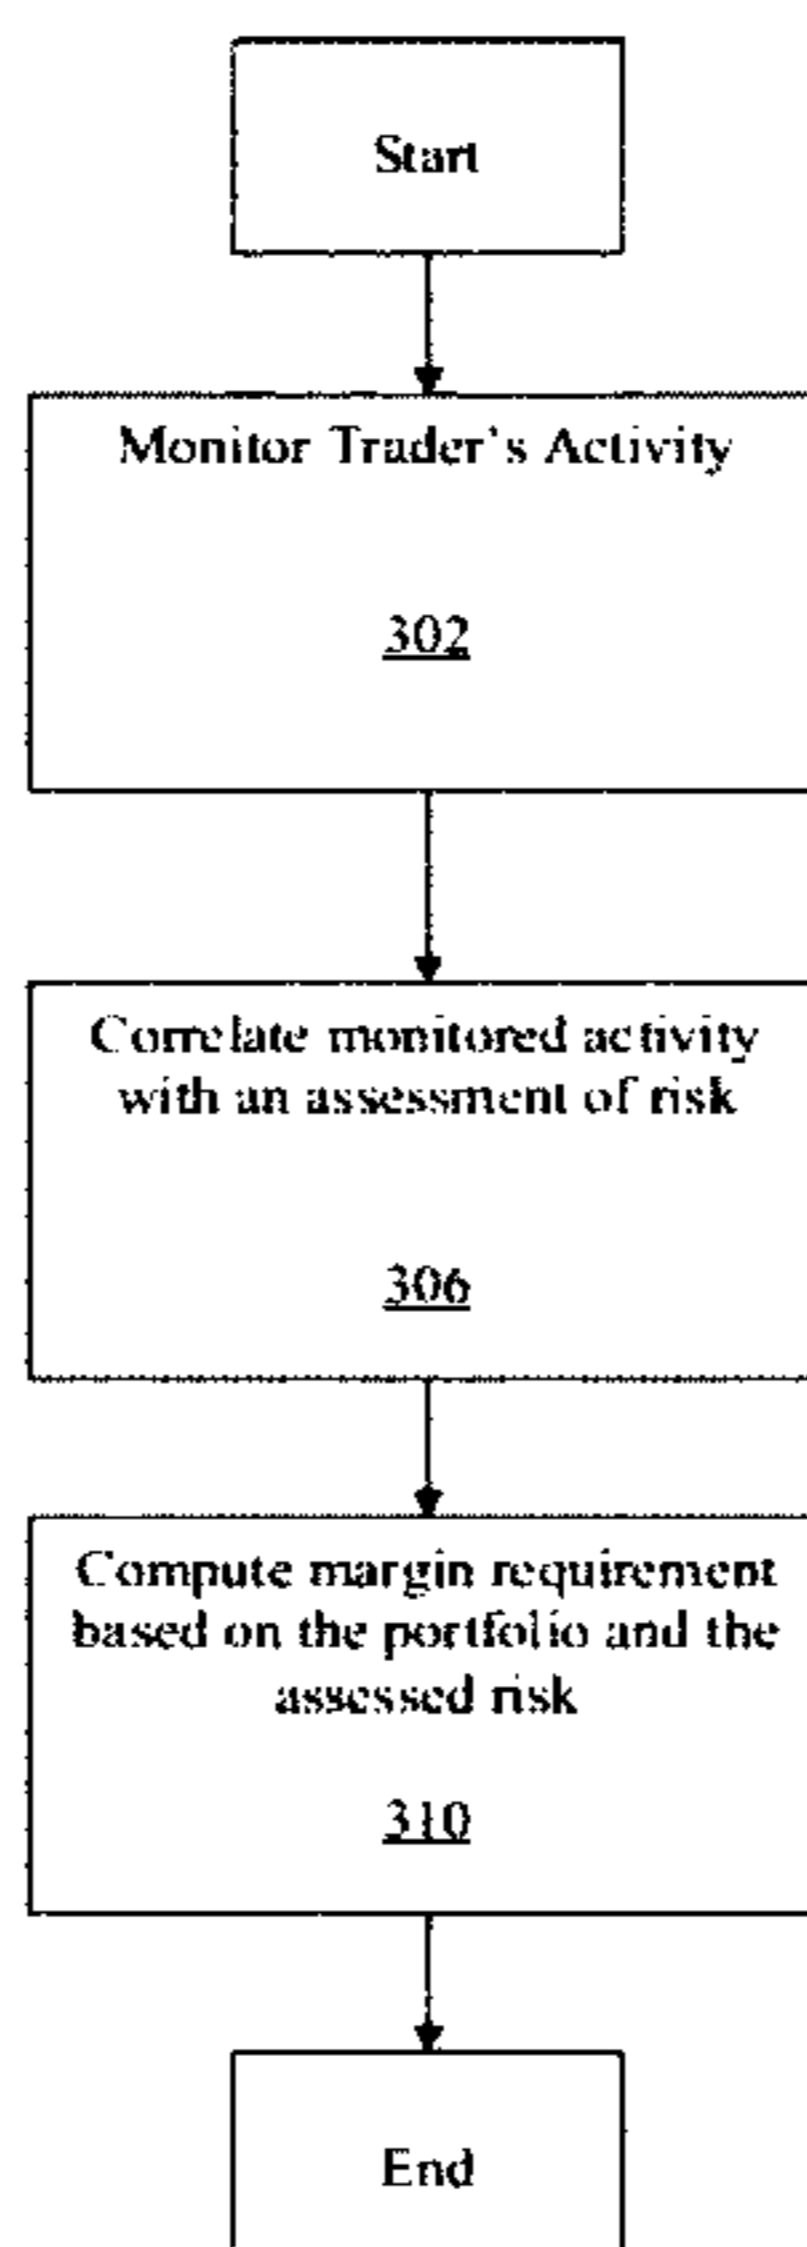 Start
Monitor Trader's Activity
302
Correlate monitored activity
with an assessment of risk
306
Compute margin requirement
based on the portfolio and the
assessed risk
310
End